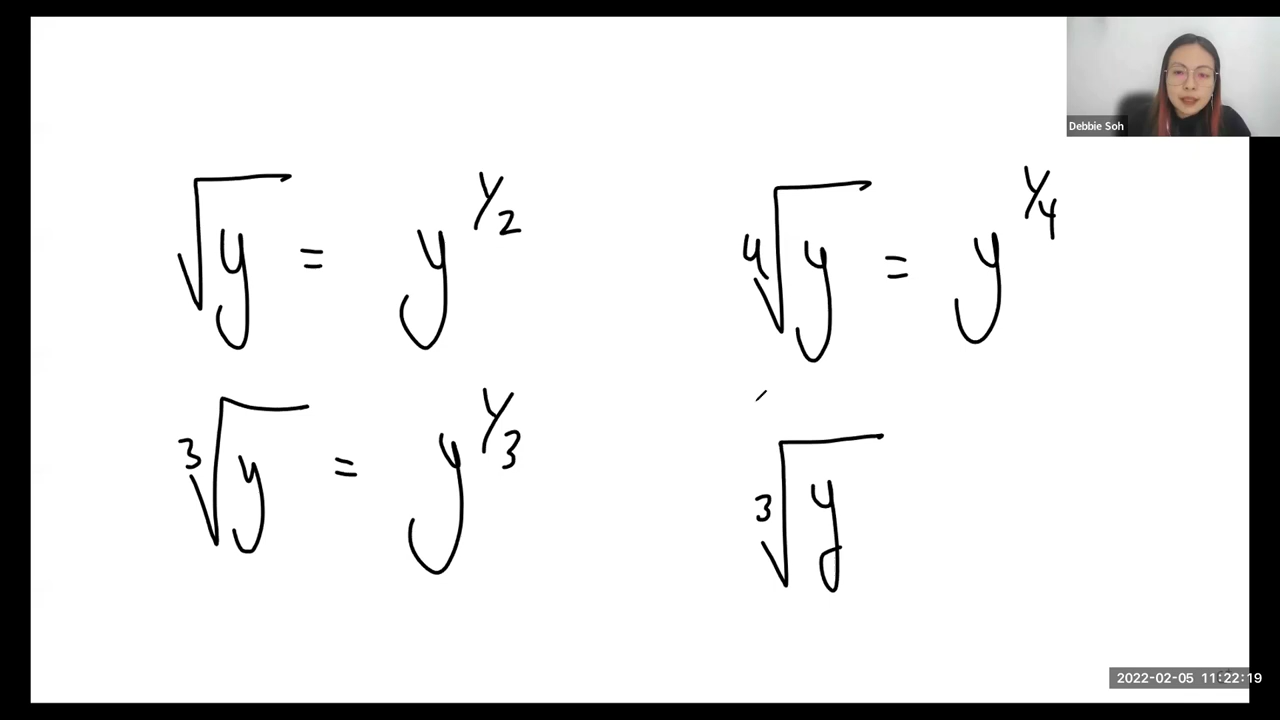 Debbie Soh
√y = y^1/2
∜y = y^1/4
∛y = y^1/3
∛y
2022-02-05 11:22:19